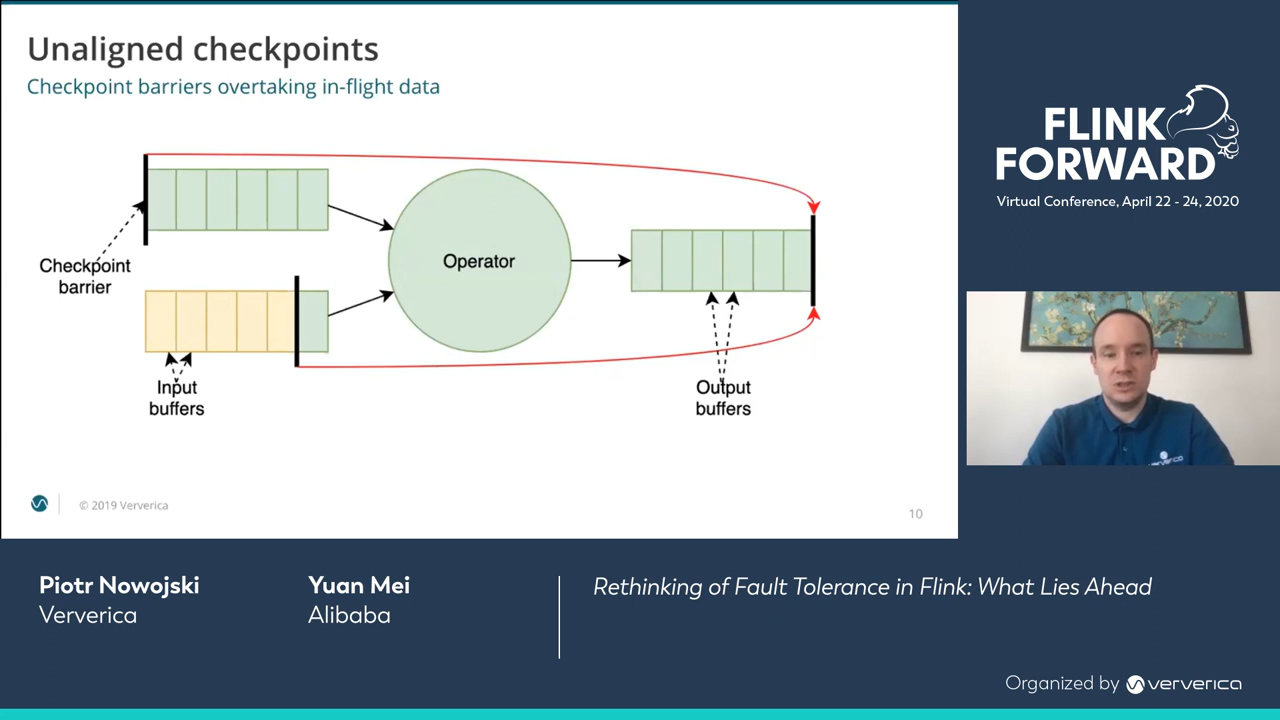 Unaligned checkpoints
Checkpoint barriers overtaking in-flight data
Checkpoint
barrier
Operator
Input
buffers
Output
buffers
© 2019 Ververica
10
FLINK
FORWARD
Virtual Conference, April 22 - 24, 2020
ververica
Piotr Nowojski
Ververica
Yuan Mei
Alibaba
Rethinking of Fault Tolerance in Flink: What Lies Ahead
Organized by ververica